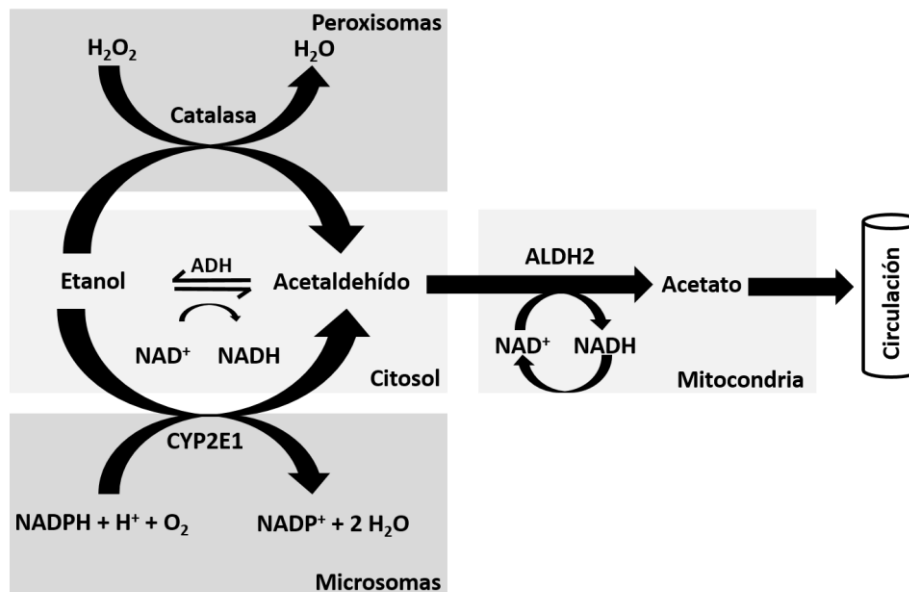 Peroxisomas
H₂O₂
H₂O
Catalasa
Etanol
ADH
Acetaldehído
NAD⁺
NADH
Citosol
ALDH2
Acetato
NAD⁺
NADH
Mitocondria
Circulación
CYP2E1
NADPH + H⁺ + O₂
NADP⁺ + 2 H₂O
Microsomas